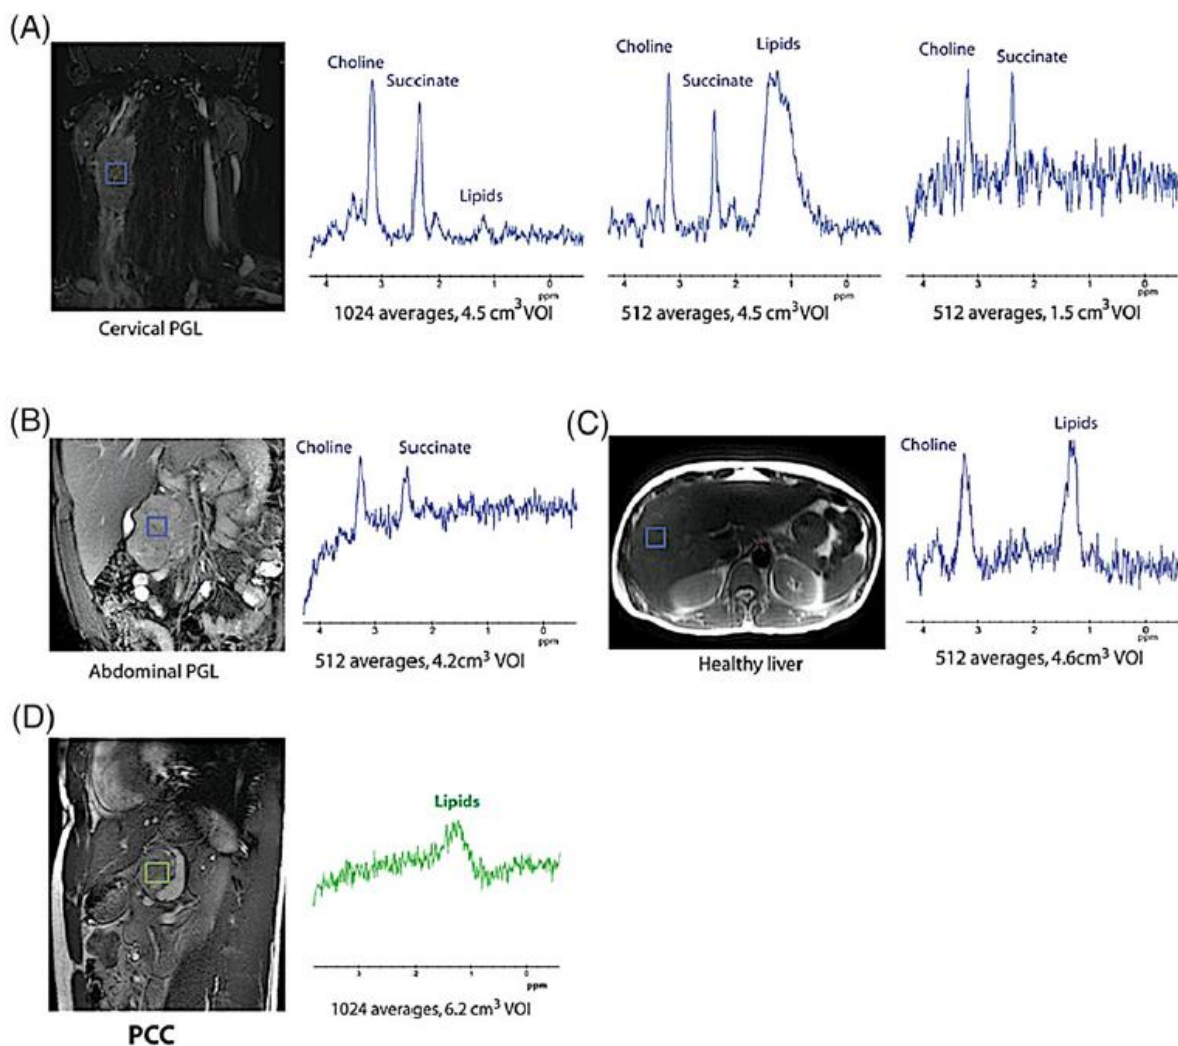 (A)
Choline
Succinate
Lipids
4 3 2 1 0
ppm
1024 averages, 4.5 cm³ VOI
Choline
Succinate
Lipids
4 3 2 1 0
ppm
512 averages, 4.5 cm³ VOI
Choline
Succinate
4 3 2 1 0
ppm
512 averages, 1.5 cm³ VOI
Cervical PGL
(B)
Choline
Succinate
4 3 2 1 0
ppm
512 averages, 4.2cm³ VOI
Abdominal PGL
(C)
Healthy liver
Choline
Lipids
4 3 2 1 0
ppm
512 averages, 4.6cm³ VOI
(D)
PCC
Lipids
3 2 1 0
ppm
1024 averages, 6.2 cm³ VOI